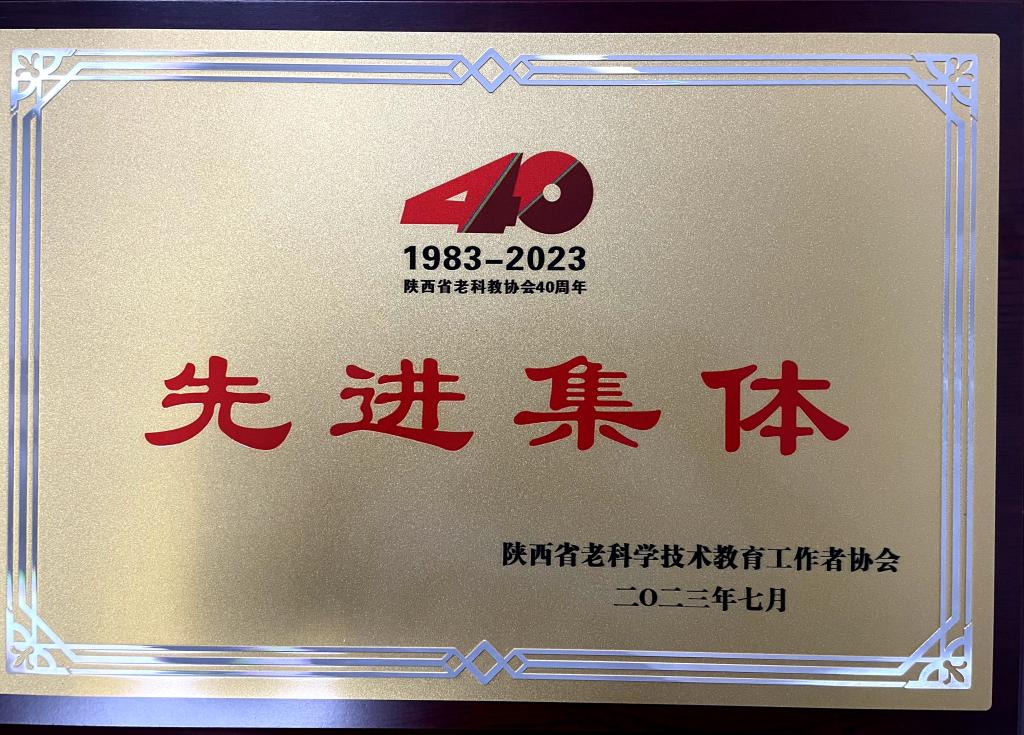 40
1983-2023
陕西省老科教协会40周年
先进集体
陕西省老科学技术教育工作者协会
二〇二三年七月